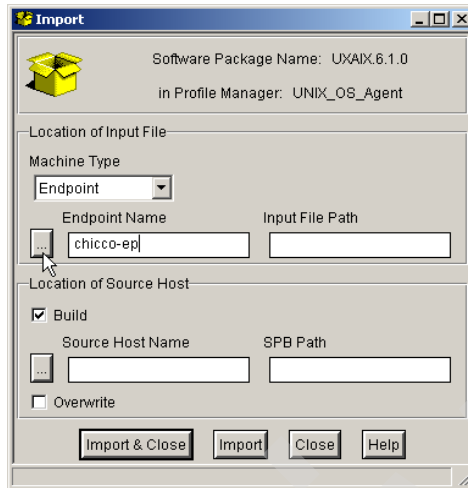 Import
Software Package Name: UXAIX.6.1.0
in Profile Manager: UNIX_OS_Agent
Location of Input File
Machine Type
Endpoint
Endpoint Name Input File Path
... chicco-ep
Location of Source Host
Build
Source Host Name SPB Path
...
Overwrite
Import & Close Import Close Help